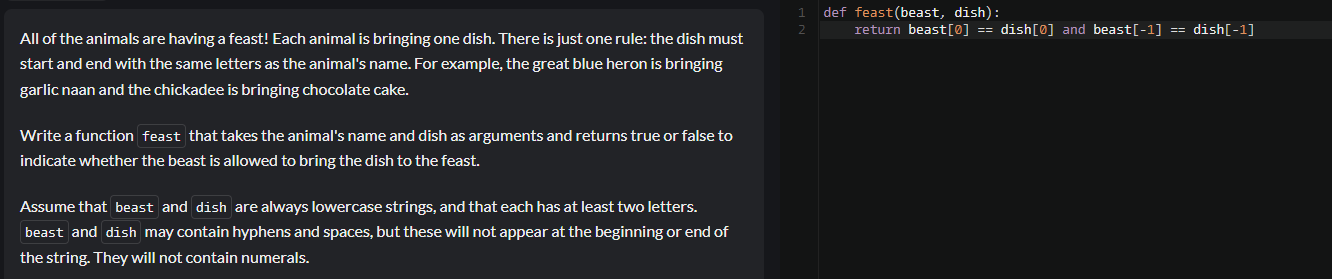 All of the animals are having a feast! Each animal is bringing one dish. There is just one rule: the dish must
start and end with the same letters as the animal's name. For example, the great blue heron is bringing
garlic naan and the chickadee is bringing chocolate cake.
Write a function feast that takes the animal's name and dish as arguments and returns true or false to
indicate whether the beast is allowed to bring the dish to the feast.
Assume that beast and dish are always lowercase strings, and that each has at least two letters.
beast and dish may contain hyphens and spaces, but these will not appear at the beginning or end of
the string. They will not contain numerals.
1 def feast(beast, dish):
2     return beast[0] == dish[0] and beast[-1] == dish[-1]